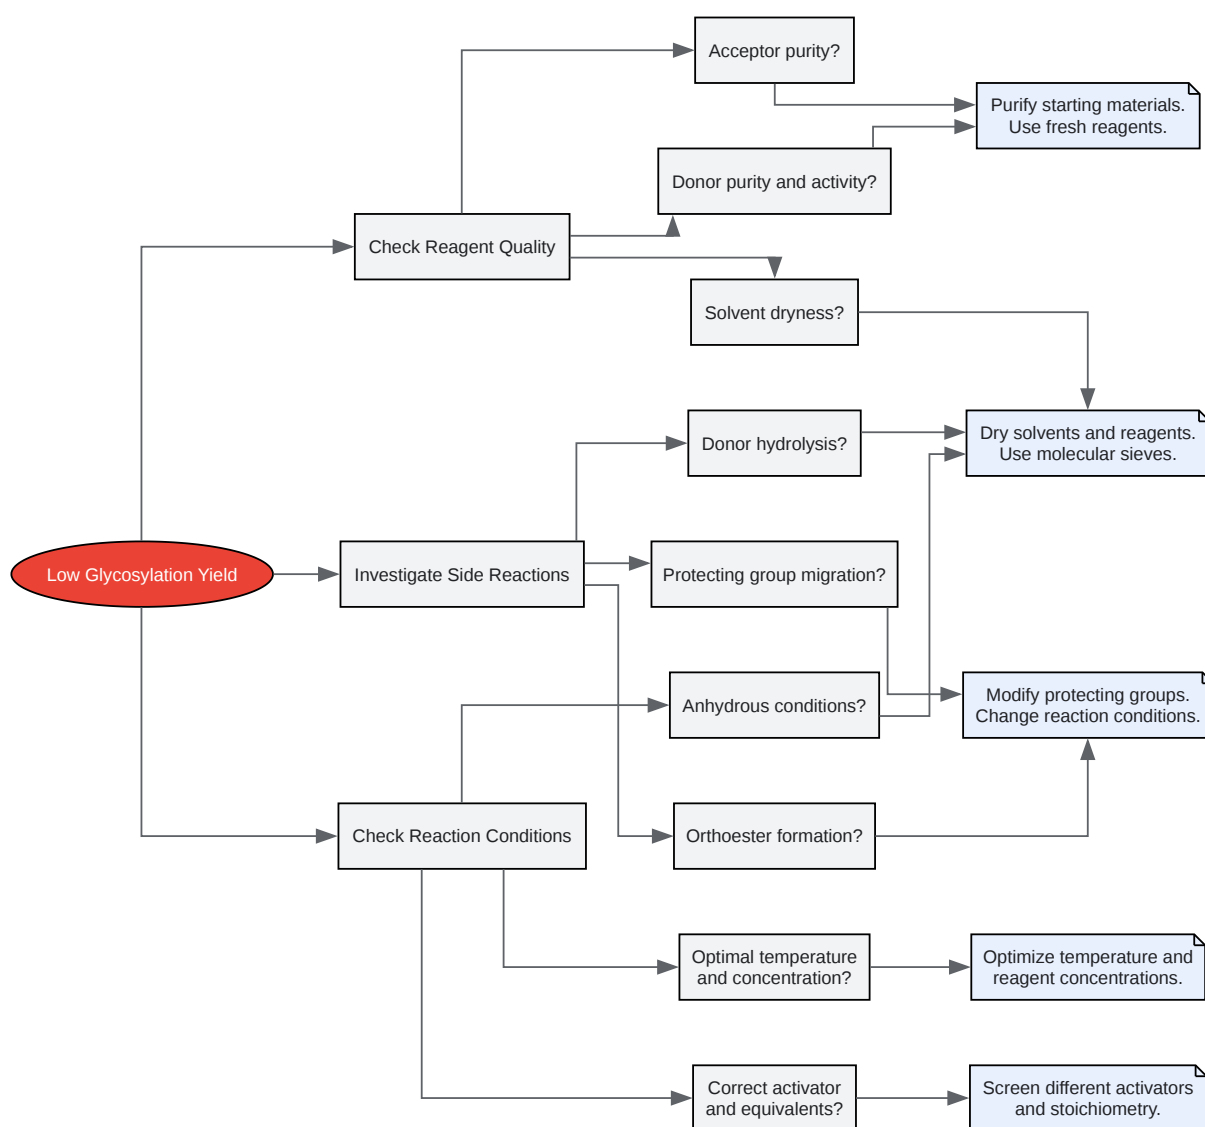 Acceptor purity?
Purify starting materials.
Use fresh reagents.
Donor purity and activity?
Check Reagent Quality
Solvent dryness?
Donor hydrolysis?
Dry solvents and reagents.
Use molecular sieves.
Low Glycosylation Yield
Investigate Side Reactions
Protecting group migration?
Anhydrous conditions?
Modify protecting groups.
Change reaction conditions.
Check Reaction Conditions
Orthoester formation?
Optimal temperature
and concentration?
Optimize temperature and
reagent concentrations.
Correct activator
and equivalents?
Screen different activators
and stoichiometry.